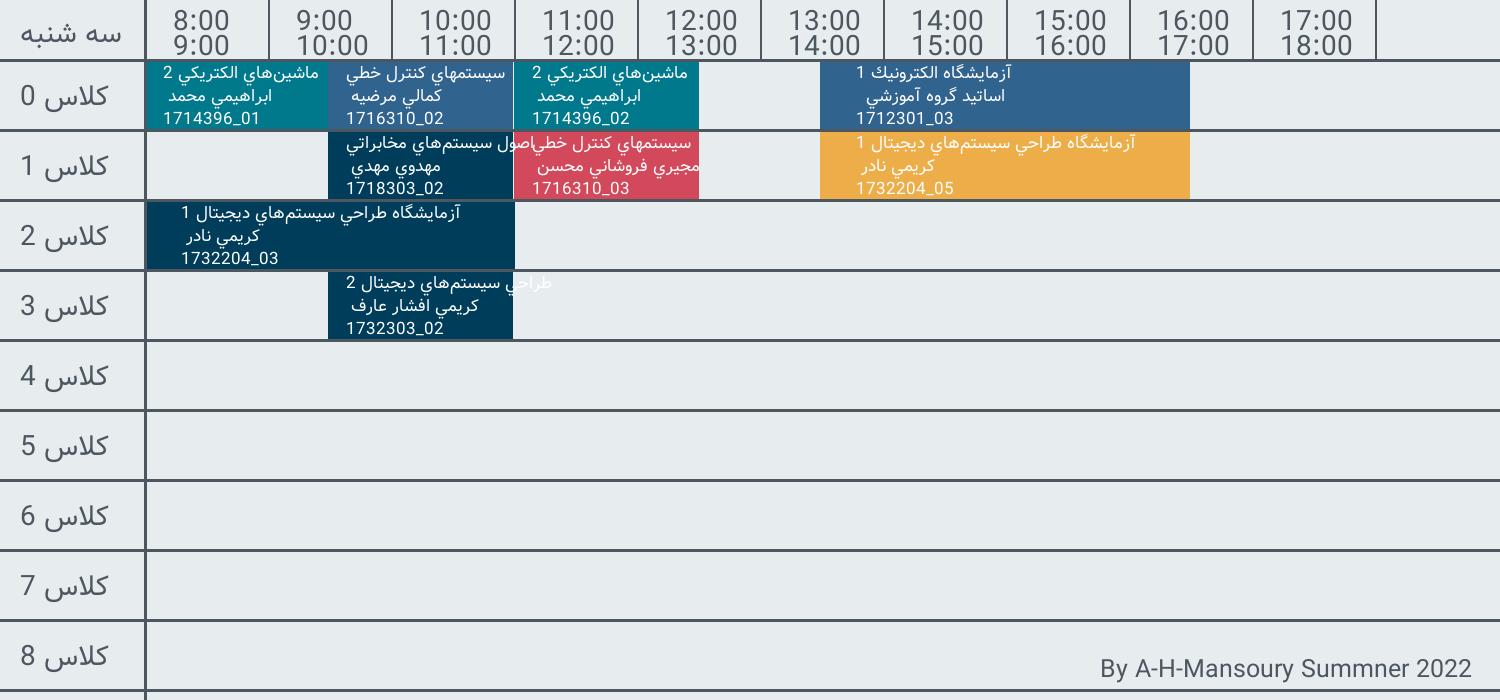 سه شنبه
8:00 9:00 10:00 11:00 12:00 13:00 14:00 15:00 16:00 17:00
9:00 10:00 11:00 12:00 13:00 14:00 15:00 16:00 17:00 18:00
كلاس 0
ماشين‌هاي الكتريكي 2
ابراهيمي محمد
1714396_01
سيستمهاي كنترل خطي
كمالي مرضيه
1716310_02
ماشين‌هاي الكتريكي 2
ابراهيمي محمد
1714396_02
آزمايشگاه الكترونيك 1
اساتيد گروه آموزشي
1712301_03
كلاس 1
اصول سيستم‌هاي مخابراتي
مهدوي مهدي
1718303_02
سيستمهاي كنترل خطي
مجيري فروشاني محسن
1716310_03
آزمايشگاه طراحي سيستم‌هاي ديجيتال 1
كريمي نادر
1732204_05
كلاس 2
آزمايشگاه طراحي سيستم‌هاي ديجيتال 1
كريمي نادر
1732204_03
كلاس 3
طراحي سيستم‌هاي ديجيتال 2
كريمي افشار عارف
1732303_02
كلاس 4
كلاس 5
كلاس 6
كلاس 7
كلاس 8
By A-H-Mansoury Summner 2022